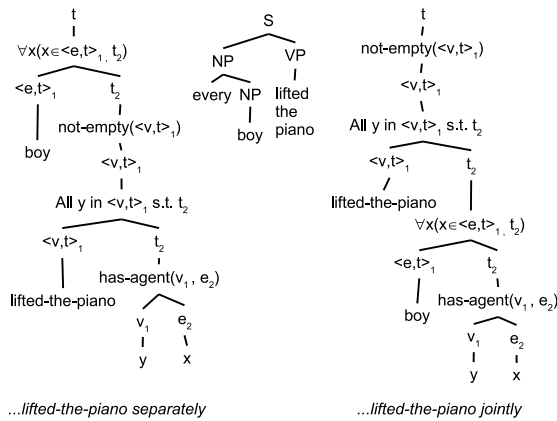 t
∀x(x∈<e,t>₁, t₂)
<e,t>₁ t₂
boy
not-empty(<v,t>₁)
<v,t>₁
All y in <v,t>₁ s.t. t₂
<v,t>₁ t₂
lifted-the-piano
has-agent(v₁ , e₂)
v₁ e₂
y x
...lifted-the-piano separately
S
NP VP
every NP
lifted
the
piano
boy
t
not-empty(<v,t>₁)
<v,t>₁
All y in <v,t>₁ s.t. t₂
<v,t>₁ t₂
lifted-the-piano
∀x(x∈<e,t>₁, t₂)
<e,t>₁ t₂
boy
has-agent(v₁ , e₂)
v₁ e₂
y x
...lifted-the-piano jointly